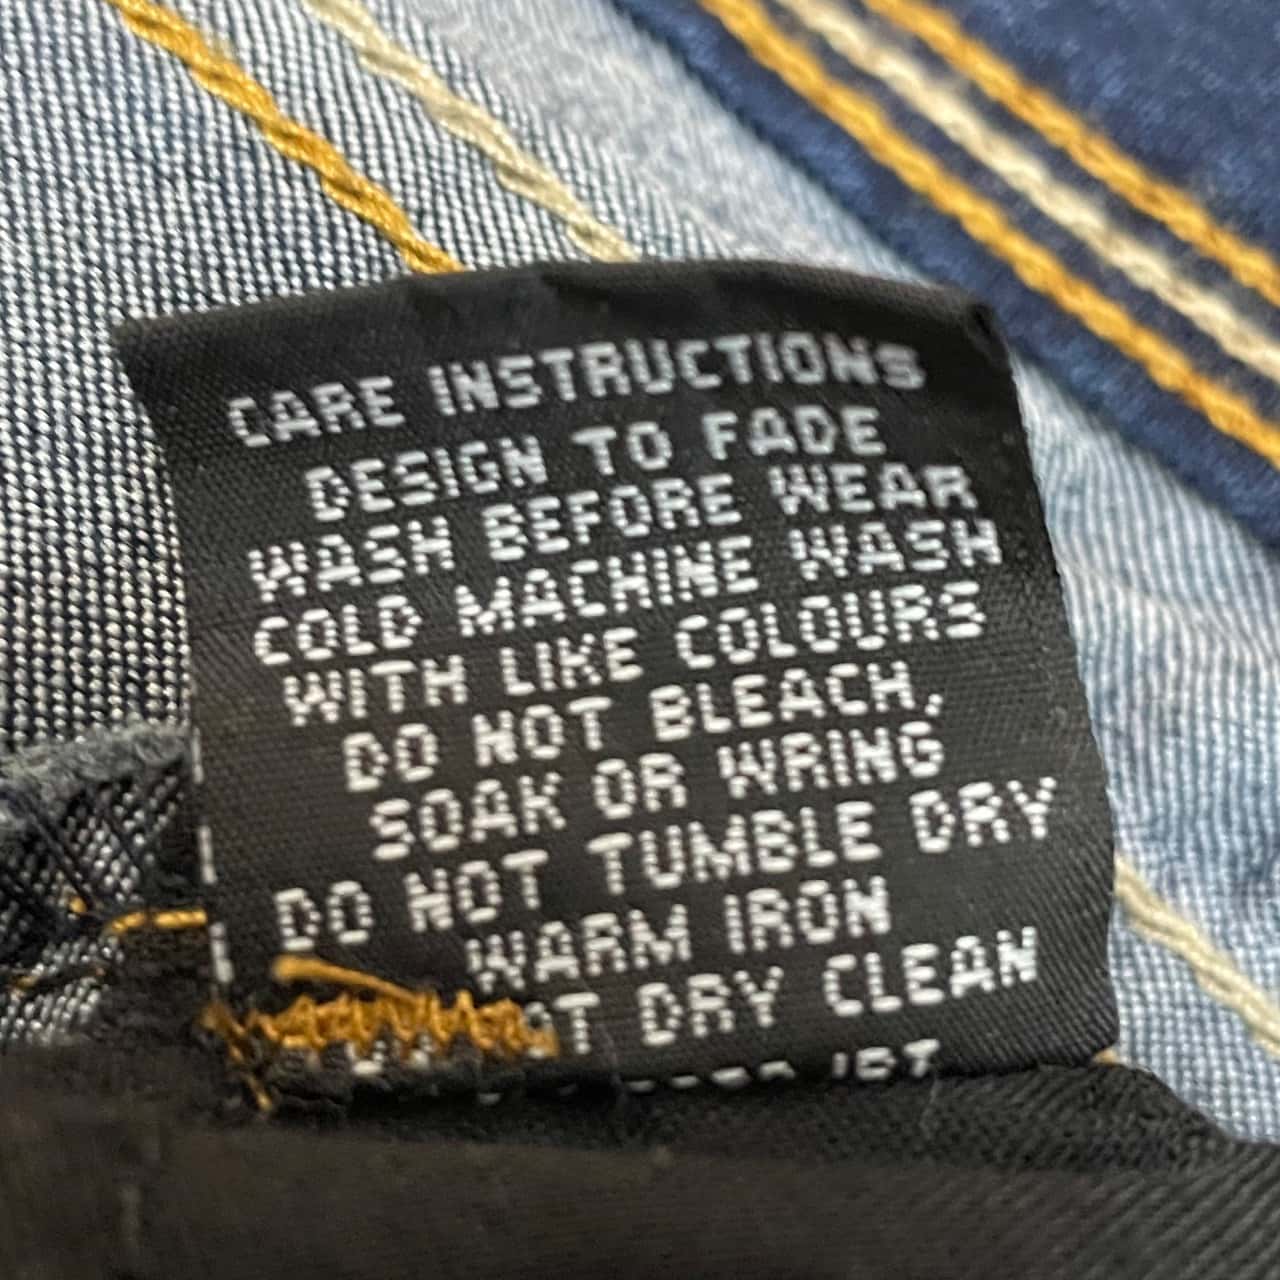 CARE INSTRUCTIONS
DESIGN TO FADE
WASH BEFORE WEAR
COLD MACHINE WASH
WITH LIKE COLOURS
DO NOT BLEACH,
SOAK OR WRING
DO NOT TUMBLE DRY
WARM IRON
DRY CLEAN